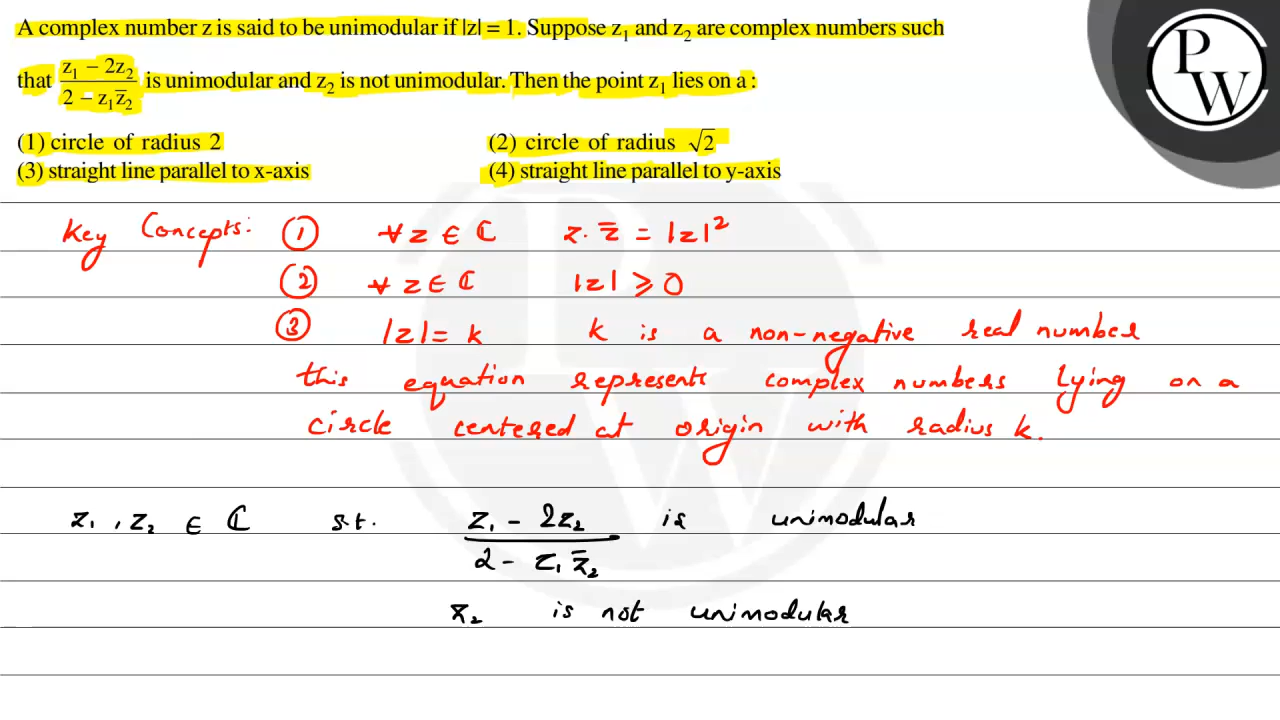 A complex number z is said to be unimodular if |z| = 1. Suppose z₁ and z₂ are complex numbers such
that (z₁ − 2z₂)/(2 − z₁z̄₂) is unimodular and z₂ is not unimodular. Then the point z₁ lies on a :
(1) circle of radius 2 (2) circle of radius √2
(3) straight line parallel to x-axis (4) straight line parallel to y-axis
PW
Key Concepts: ① ∀ z ∈ ℂ z. z̄ = |z|²
② ∀ z ∈ ℂ |z| ⩾ 0
③ |z| = k k is a non-negative real number
this equation represents complex numbers lying on a
circle centered at origin with radius k.
z₁ , z₂ ∈ ℂ s.t. (z₁ − 2z₂)/(2 − z₁z̄₂) is unimodular
z₂ is not unimodular